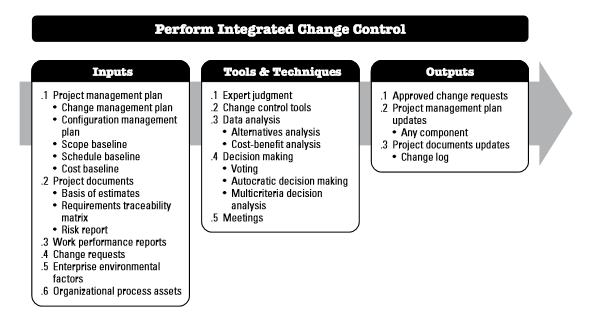 Perform Integrated Change Control
Inputs
.1 Project management plan
• Change management plan
• Configuration management
plan
• Scope baseline
• Schedule baseline
• Cost baseline
.2 Project documents
• Basis of estimates
• Requirements traceability
matrix
• Risk report
.3 Work performance reports
.4 Change requests
.5 Enterprise environmental
factors
.6 Organizational process assets
Tools & Techniques
.1 Expert judgment
.2 Change control tools
.3 Data analysis
• Alternatives analysis
• Cost-benefit analysis
.4 Decision making
• Voting
• Autocratic decision making
• Multicriteria decision
analysis
.5 Meetings
Outputs
.1 Approved change requests
.2 Project management plan
updates
• Any component
.3 Project documents updates
• Change log